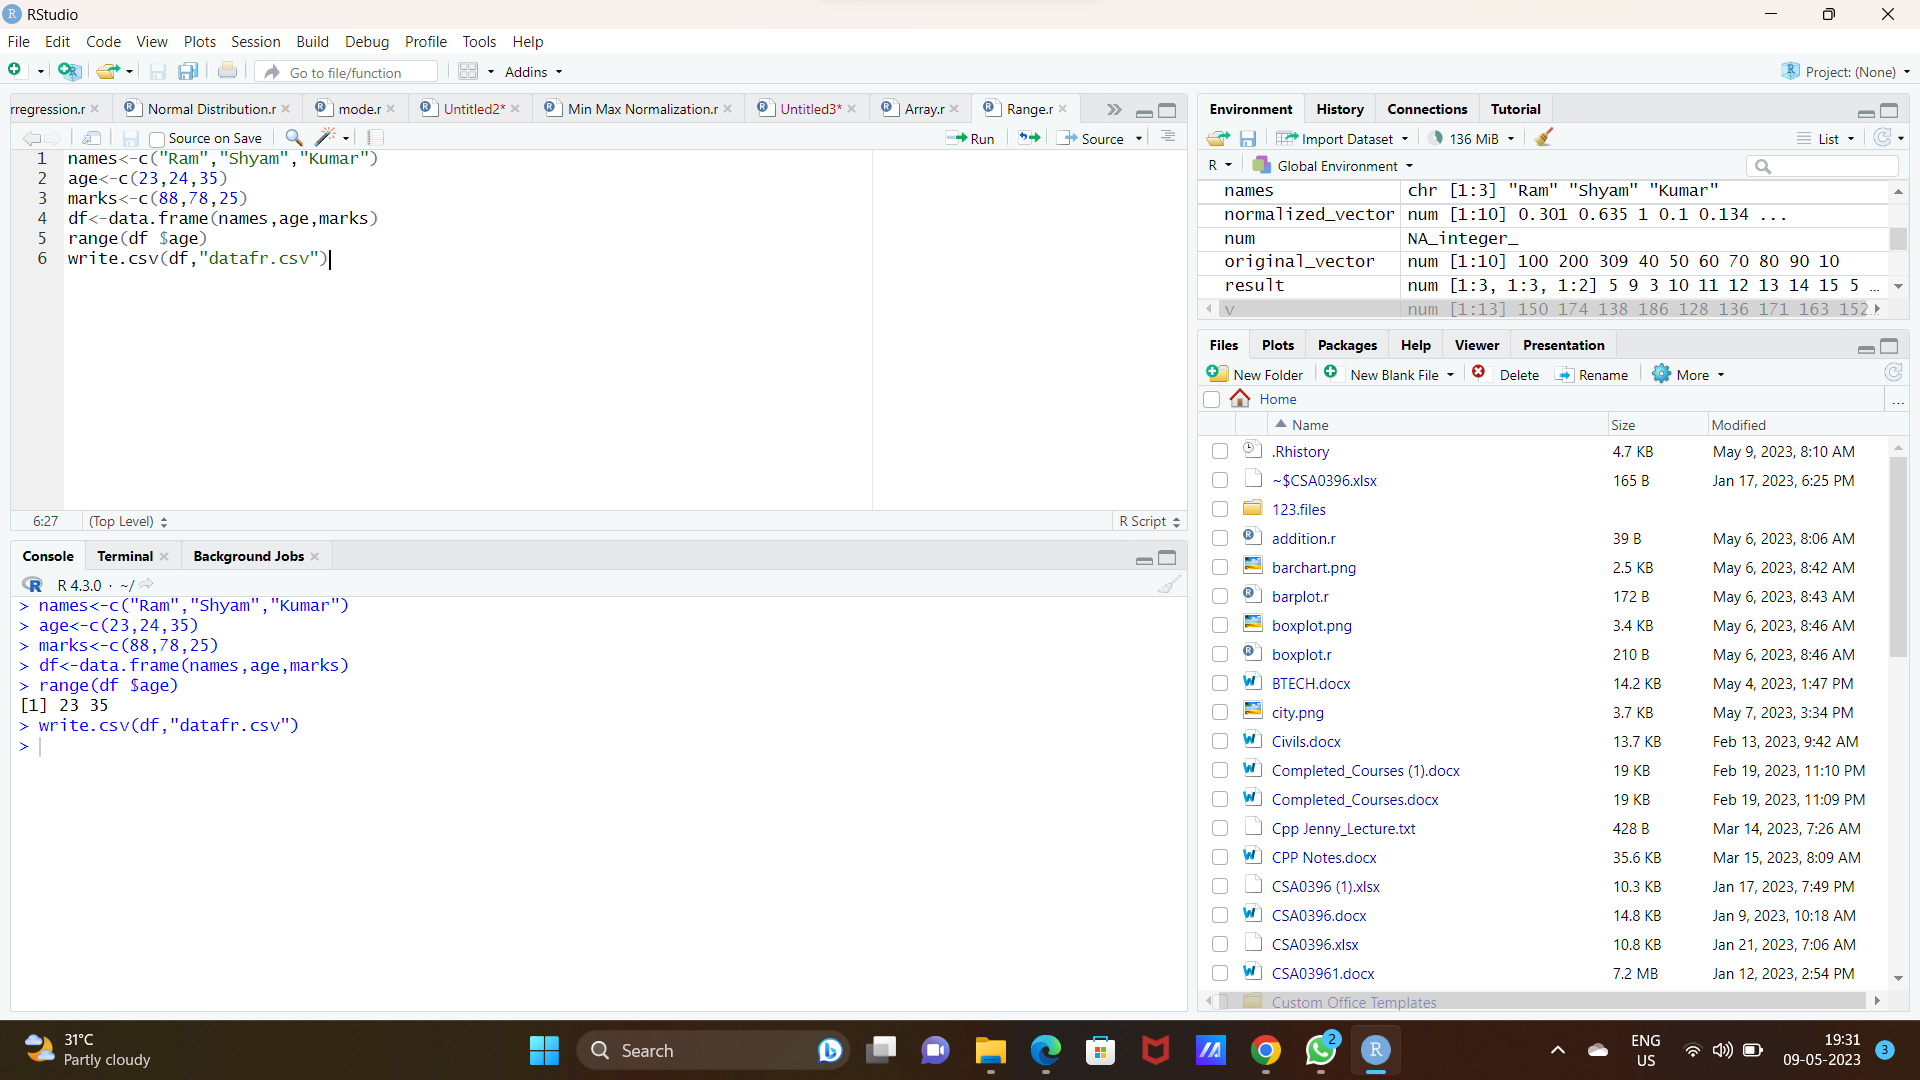 RStudio
File Edit Code View Plots Session Build Debug Profile Tools Help
Go to file/function Addins Project: (None)
rregression.r Normal Distribution.r mode.r Untitled2* Min Max Normalization.r Untitled3* Array.r Range.r
Source on Save Run Source
1 names<-c("Ram","Shyam","Kumar")
2 age<-c(23,24,35)
3 marks<-c(88,78,25)
4 df<-data.frame(names,age,marks)
5 range(df $age)
6 write.csv(df,"datafr.csv")
6:27 (Top Level) R Script
Console Terminal Background Jobs
R 4.3.0 · ~/
> names<-c("Ram","Shyam","Kumar")
> age<-c(23,24,35)
> marks<-c(88,78,25)
> df<-data.frame(names,age,marks)
> range(df $age)
[1] 23 35
> write.csv(df,"datafr.csv")
>
Environment History Connections Tutorial
Import Dataset 136 MiB List
R Global Environment
names chr [1:3] "Ram" "Shyam" "Kumar"
normalized_vector num [1:10] 0.301 0.635 1 0.1 0.134 ...
num NA_integer_
original_vector num [1:10] 100 200 309 40 50 60 70 80 90 10
result num [1:3, 1:3, 1:2] 5 9 3 10 11 12 13 14 15 5 ...
v num [1:13] 150 174 138 186 128 136 171 163 152
Files Plots Packages Help Viewer Presentation
New Folder New Blank File Delete Rename More
Home ...
Name Size Modified
.Rhistory 4.7 KB May 9, 2023, 8:10 AM
~$CSA0396.xlsx 165 B Jan 17, 2023, 6:25 PM
123.files
addition.r 39 B May 6, 2023, 8:06 AM
barchart.png 2.5 KB May 6, 2023, 8:42 AM
barplot.r 172 B May 6, 2023, 8:43 AM
boxplot.png 3.4 KB May 6, 2023, 8:46 AM
boxplot.r 210 B May 6, 2023, 8:46 AM
BTECH.docx 14.2 KB May 4, 2023, 1:47 PM
city.png 3.7 KB May 7, 2023, 3:34 PM
Civils.docx 13.7 KB Feb 13, 2023, 9:42 AM
Completed_Courses (1).docx 19 KB Feb 19, 2023, 11:10 PM
Completed_Courses.docx 19 KB Feb 19, 2023, 11:09 PM
Cpp Jenny_Lecture.txt 428 B Mar 14, 2023, 7:26 AM
CPP Notes.docx 35.6 KB Mar 15, 2023, 8:09 AM
CSA0396 (1).xlsx 10.3 KB Jan 17, 2023, 7:49 PM
CSA0396.docx 14.8 KB Jan 9, 2023, 10:18 AM
CSA0396.xlsx 10.8 KB Jan 21, 2023, 7:06 AM
CSA03961.docx 7.2 MB Jan 12, 2023, 2:54 PM
Custom Office Templates
31°C
Partly cloudy
Search
2
ENG
US
19:31
09-05-2023
3